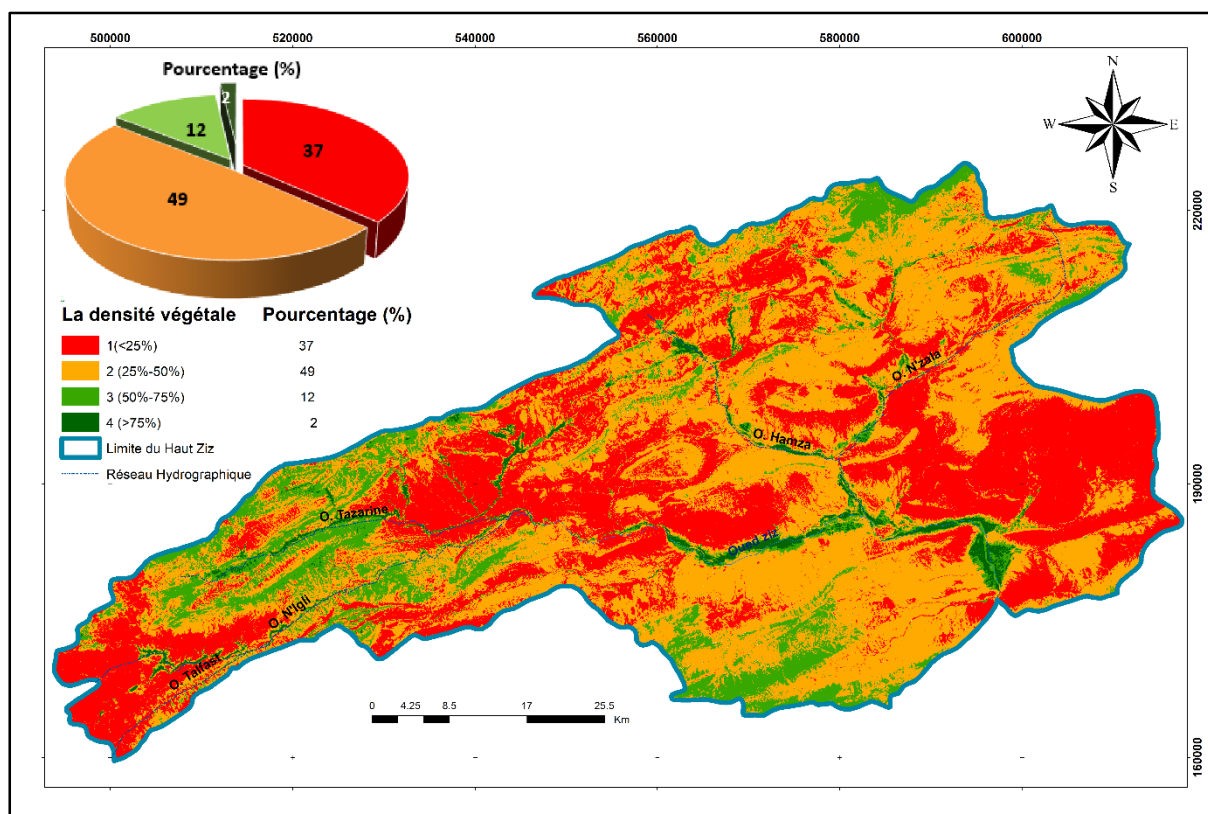 500000 520000 540000 560000 580000 600000
Pourcentage (%)
2
12
37
49
N
W E
S
220000
190000
160000
La densité végétale Pourcentage (%)
1(<25%) 37
2 (25%-50%) 49
3 (50%-75%) 12
4 (>75%) 2
Limite du Haut Ziz
Réseau Hydrographique
O. N'zala
O. Hamza
O. Tazarine
Oued ziz
O. N'Igli
O. Talfast
0 4.25 8.5 17 25.5
Km